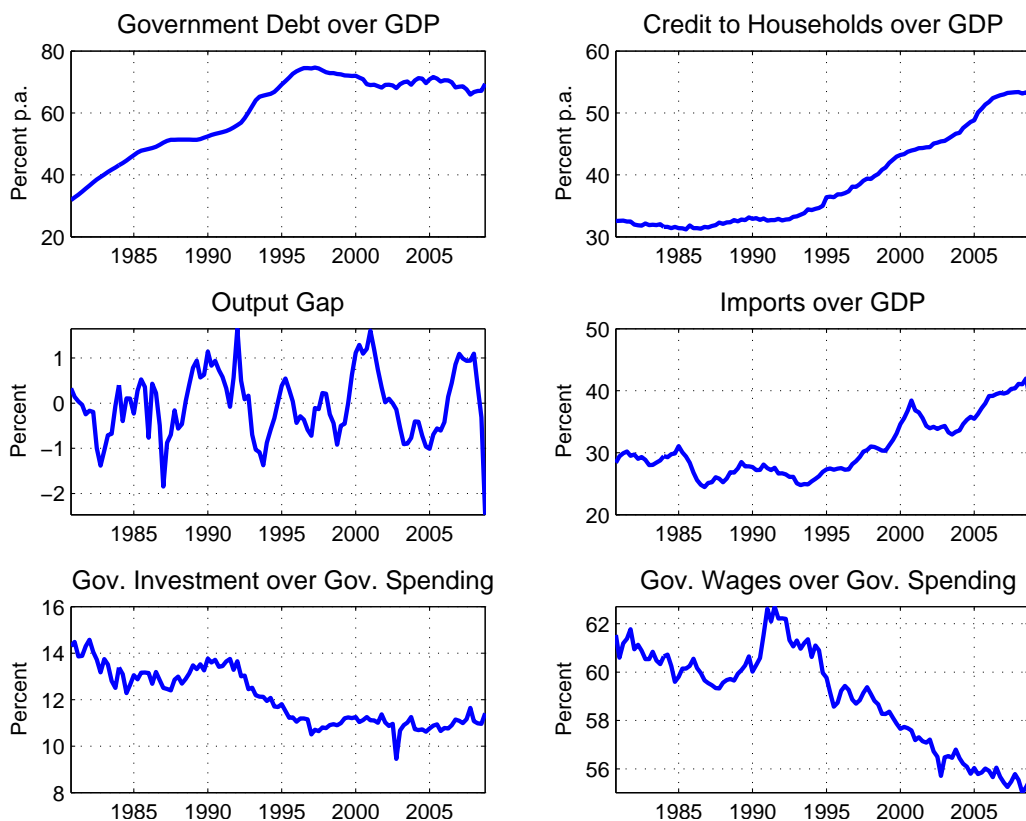 Government Debt over GDP
Percent p.a.
80
60
40
20
1985 1990 1995 2000 2005
Credit to Households over GDP
Percent p.a.
60
50
40
30
1985 1990 1995 2000 2005
Output Gap
Percent
1
0
−1
−2
1985 1990 1995 2000 2005
Imports over GDP
Percent
50
40
30
20
1985 1990 1995 2000 2005
Gov. Investment over Gov. Spending
Percent
16
14
12
10
8
1985 1990 1995 2000 2005
Gov. Wages over Gov. Spending
Percent
62
60
58
56
1985 1990 1995 2000 2005